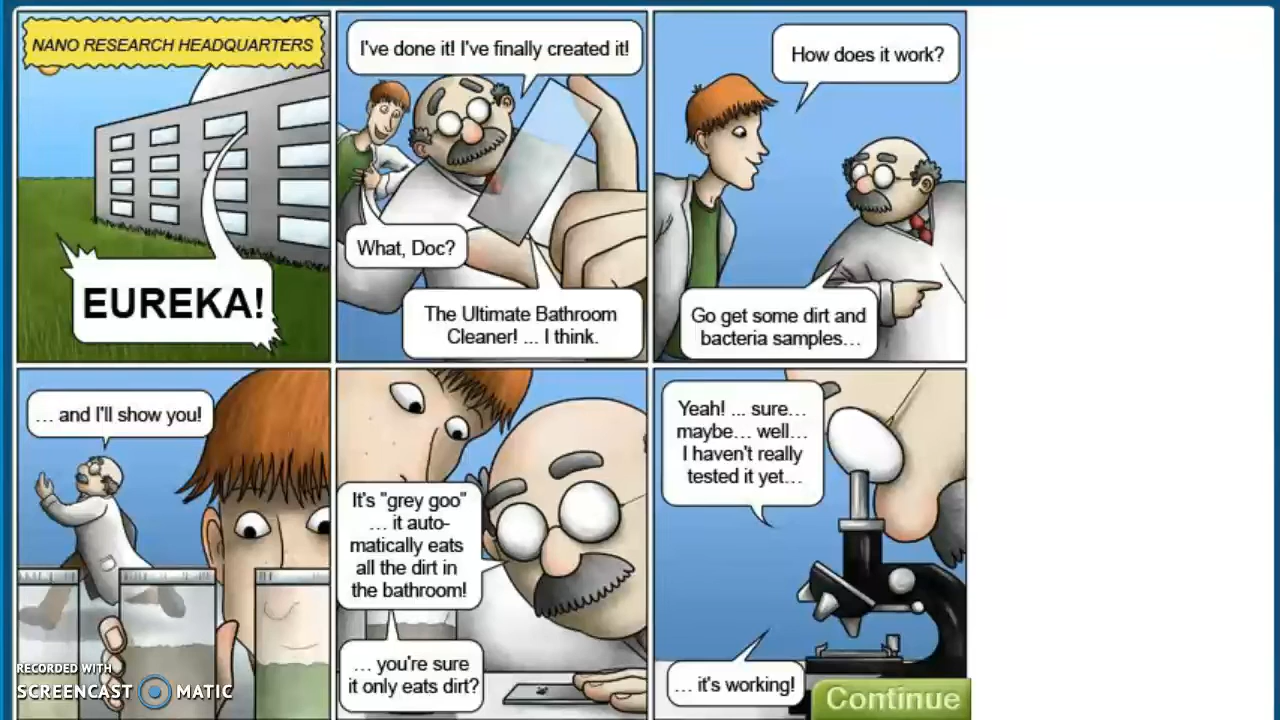 NANO RESEARCH HEADQUARTERS
EUREKA!
I've done it! I've finally created it!
What, Doc?
The Ultimate Bathroom
Cleaner! ... I think.
How does it work?
Go get some dirt and
bacteria samples...
... and I'll show you!
It's "grey goo"
... it auto-
matically eats
all the dirt in
the bathroom!
... you're sure
it only eats dirt?
Yeah! ... sure...
maybe... well...
I haven't really
tested it yet...
... it's working!
Continue
RECORDED WITH
SCREENCAST MATIC